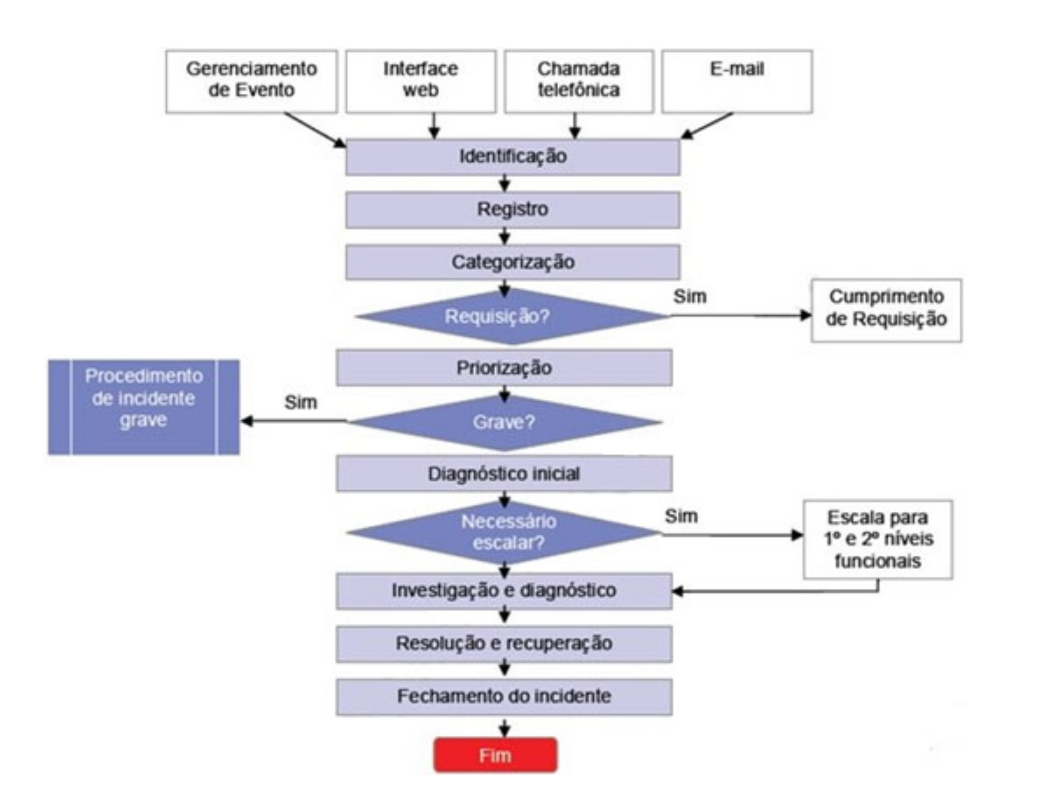 Gerenciamento
de Evento
Interface
web
Chamada
telefônica
E-mail
Identificação
Registro
Categorização
Requisição?
Sim
Cumprimento
de Requisição
Priorização
Procedimento
de incidente
grave
Sim
Grave?
Diagnóstico inicial
Necessário
escalar?
Sim
Escala para
1º e 2º níveis
funcionais
Investigação e diagnóstico
Resolução e recuperação
Fechamento do incidente
Fim